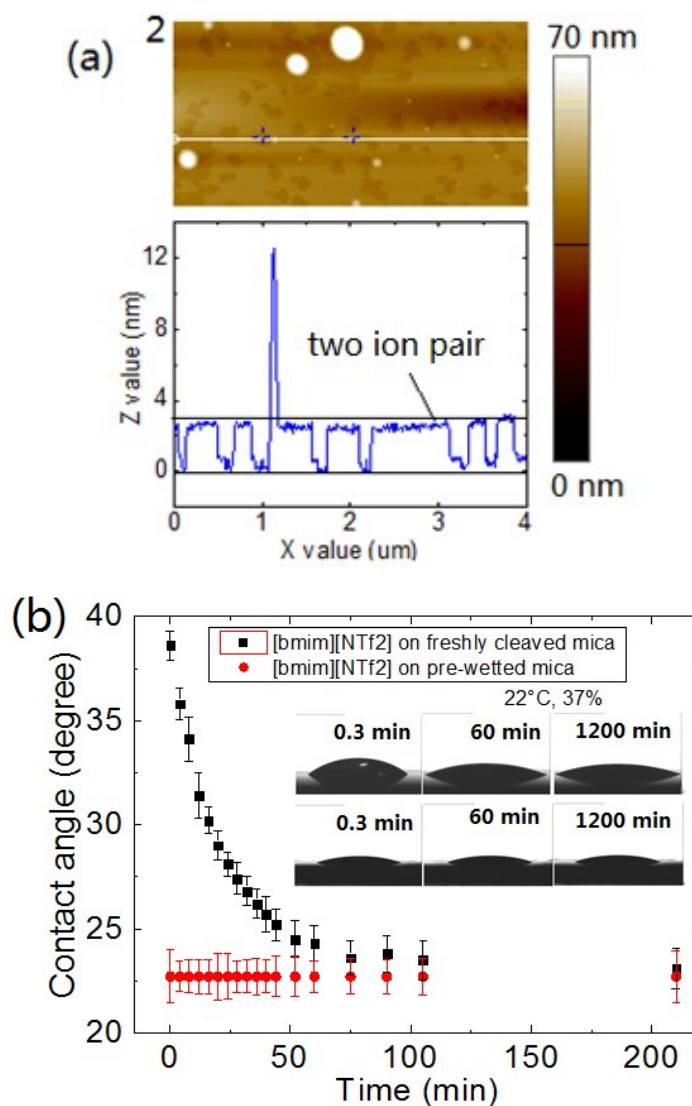 (a)
2
70 nm
0 nm
12
8
4
0
Z value (nm)
two ion pair
0 1 2 3 4
X value (um)
(b)
40
35
30
25
20
Contact angle (degree)
[bmim][NTf2] on freshly cleaved mica
[bmim][NTf2] on pre-wetted mica
22°C, 37%
0.3 min 60 min 1200 min
0.3 min 60 min 1200 min
0 50 100 150 200
Time (min)